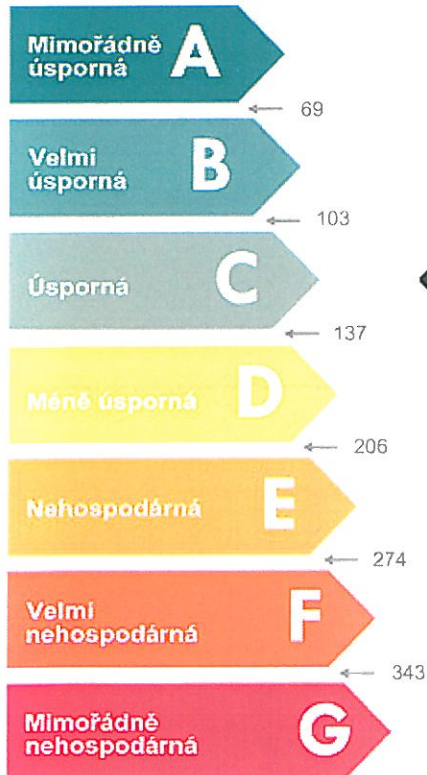 Mimořádně
úsporná A
69
Velmi
úsporná B
103
Úsporná C
137
Méně úsporná D
206
Nehospodárná E
274
Velmi
nehospodárná F
343
Mimořádně
nehospodárná G